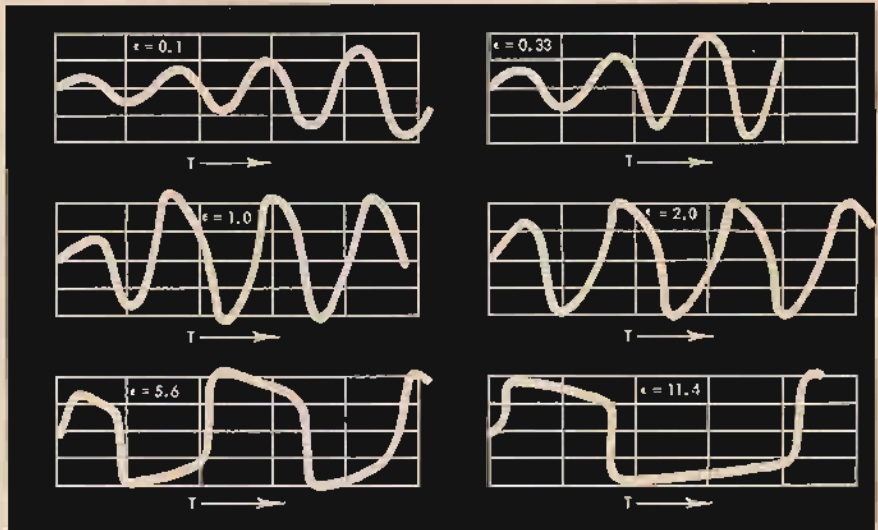 ϵ = 0.1
ϵ = 0.33
T
T
ϵ = 1.0
ϵ = 2.0
T
T
ϵ = 5.6
ϵ = 11.4
T
T